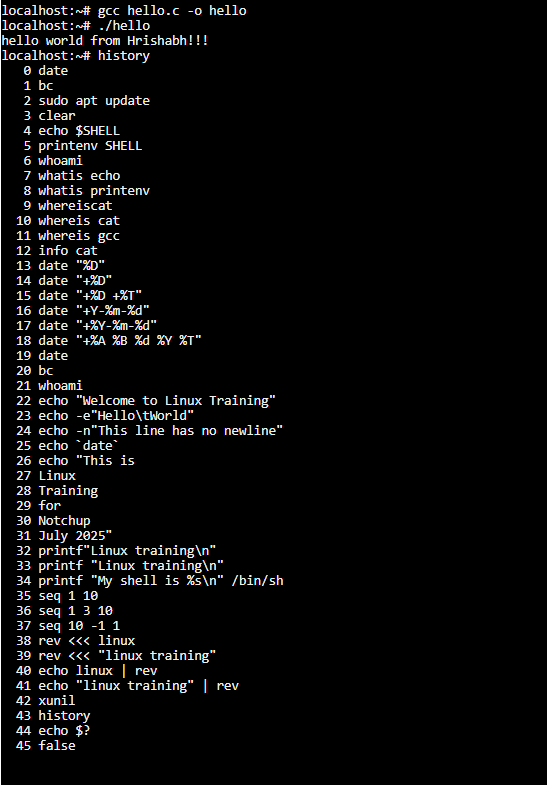 localhost:~# gcc hello.c -o hello
localhost:~# ./hello
hello world from Hrishabh!!!
localhost:~# history
0 date
1 bc
2 sudo apt update
3 clear
4 echo $SHELL
5 printenv SHELL
6 whoami
7 whatis echo
8 whatis printenv
9 whereiscat
10 whereis cat
11 whereis gcc
12 info cat
13 date "%D"
14 date "+%D"
15 date "+%D +%T"
16 date "+Y-%m-%d"
17 date "+%Y-%m-%d"
18 date "+%A %B %d %Y %T"
19 date
20 bc
21 whoami
22 echo "Welcome to Linux Training"
23 echo -e"Hello\tWorld"
24 echo -n"This line has no newline"
25 echo `date`
26 echo "This is
27 Linux
28 Training
29 for
30 Notchup
31 July 2025"
32 printf"Linux training\n"
33 printf "Linux training\n"
34 printf "My shell is %s\n" /bin/sh
35 seq 1 10
36 seq 1 3 10
37 seq 10 -1 1
38 rev <<< linux
39 rev <<< "linux training"
40 echo linux | rev
41 echo "linux training" | rev
42 xunil
43 history
44 echo $?
45 false